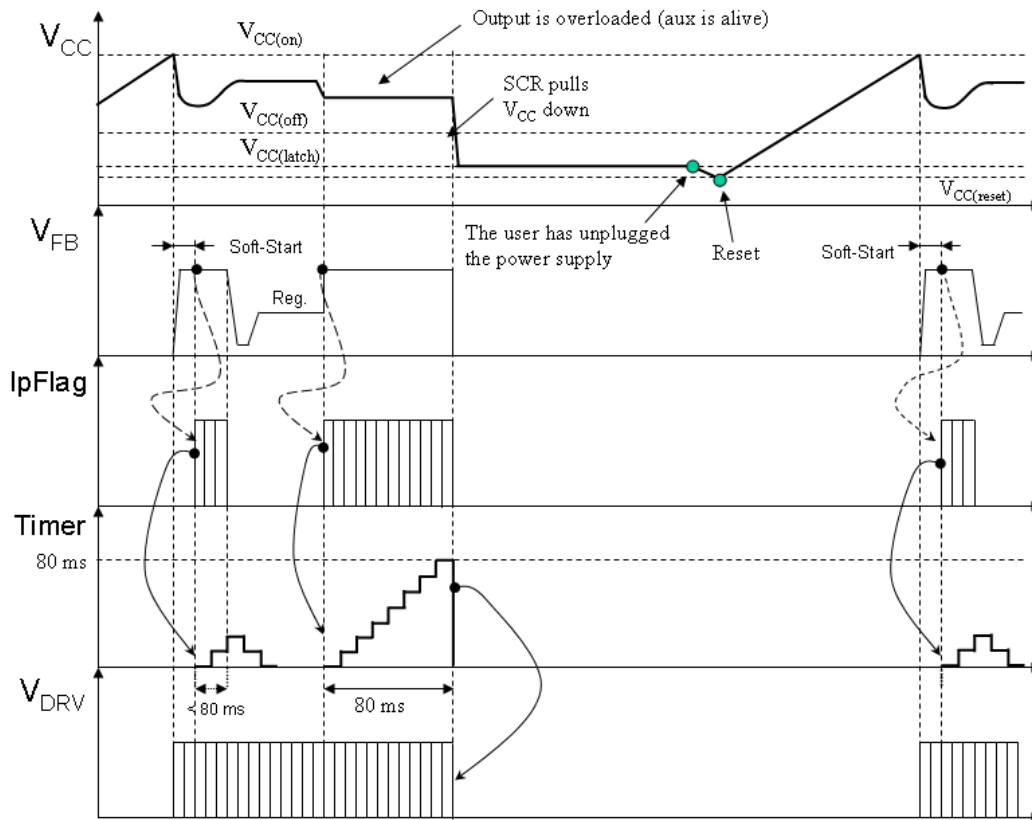 Output is overloaded (aux is alive)
VCC
VCC(on)
SCR pulls
VCC down
VCC(off)
VCC(latch)
VCC(reset)
VFB
Soft-Start
The user has unplugged
the power supply
Reset
Soft-Start
Reg.
IpFlag
Timer
80 ms
VDRV
< 80 ms
80 ms